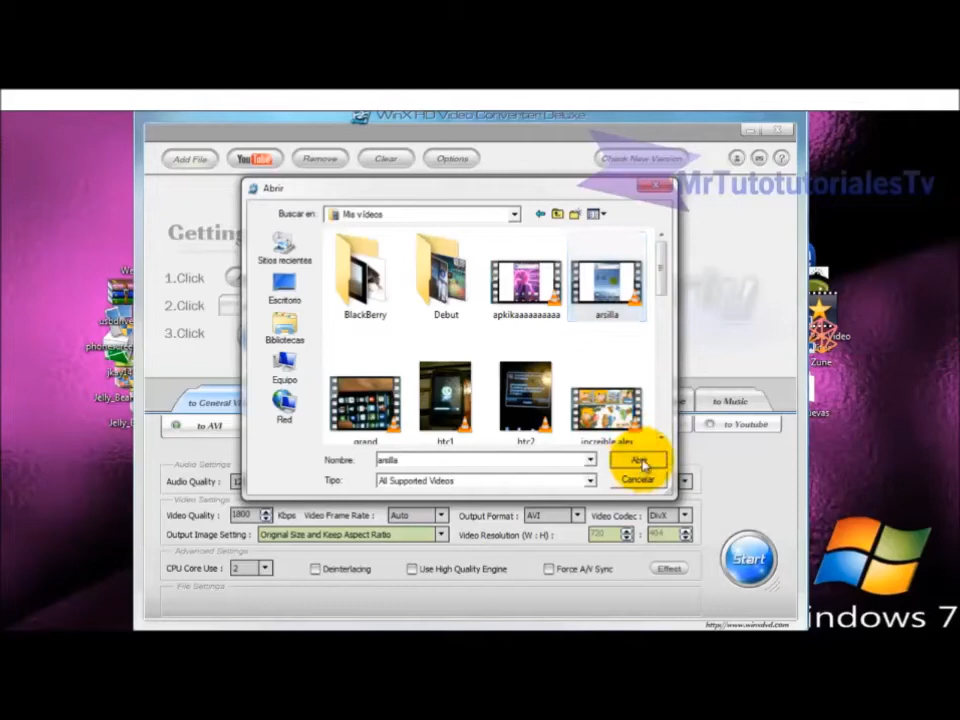 WinX HD Video Converter Deluxe
Add File
YouTube
Remove
Clear
Options
Check New Version
MrTutotutorialesTv
Abrir
Buscar en:
Mis vídeos
Getting
1.Click
2.Click
3.Click
Sitios recientes
Escritorio
Bibliotecas
Equipo
Red
BlackBerry
Debut
apkikaaaaaaaaa
arsilla
grand
htc1
htc2
increible ales
Nombre:
arsilla
Abrir
Tipo:
All Supported Videos
Cancelar
to General
to Music
to AVI
to Youtube
Audio Settings
Audio Quality :
Video Settings
Video Quality :
1800
Kbps
Video Frame Rate :
Auto
Output Format :
AVI
Video Codec :
DivX
Output Image Setting :
Original Size and Keep Aspect Ratio
Video Resolution (W : H) :
720
:
404
Advanced Settings
CPU Core Use :
2
Deinterlacing
Use High Quality Engine
Force A/V Sync
Effect
Start
File Settings
http://www.winxdvd.com
indows 7
Video
Zune